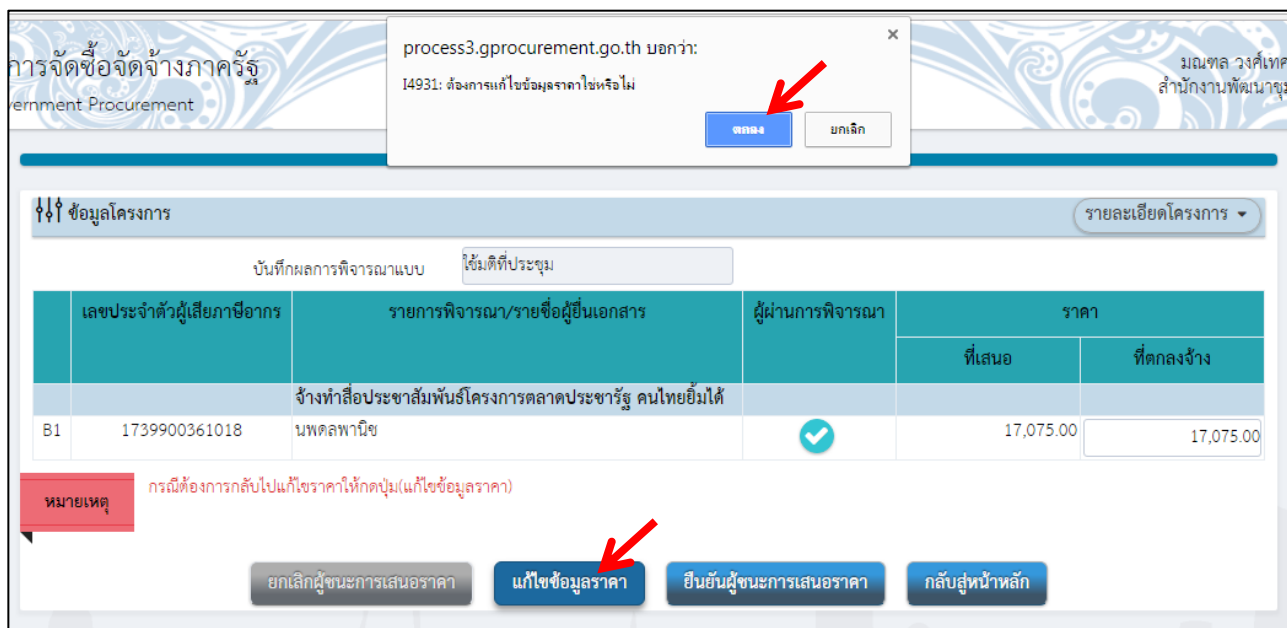 การจัดซื้อจัดจ้างภาครัฐ
vernment Procurement
process3.gprocurement.go.th บอกว่า:
×
I4931: ต้องการแก้ไขข้อมูลราคาใช่หรือไม่
ตกลง
ยกเลิก
มณฑล วงศ์เทศ
สำนักงานพัฒนาชุม
ข้อมูลโครงการ
รายละเอียดโครงการ
บันทึกผลการพิจารณาแบบ ใช้มติที่ประชุม
เลขประจำตัวผู้เสียภาษีอากร รายการพิจารณา/รายชื่อผู้ยื่นเอกสาร ผู้ผ่านการพิจารณา ราคา
ที่เสนอ ที่ตกลงจ้าง
จ้างทำสื่อประชาสัมพันธ์โครงการตลาดประชารัฐ คนไทยยิ้มได้
B1 1739900361018 นพดลพานิช 17,075.00 17,075.00
หมายเหตุ กรณีต้องการกลับไปแก้ไขราคาให้กดปุ่ม(แก้ไขข้อมูลราคา)
ยกเลิกผู้ชนะการเสนอราคา แก้ไขข้อมูลราคา ยืนยันผู้ชนะการเสนอราคา กลับสู่หน้าหลัก